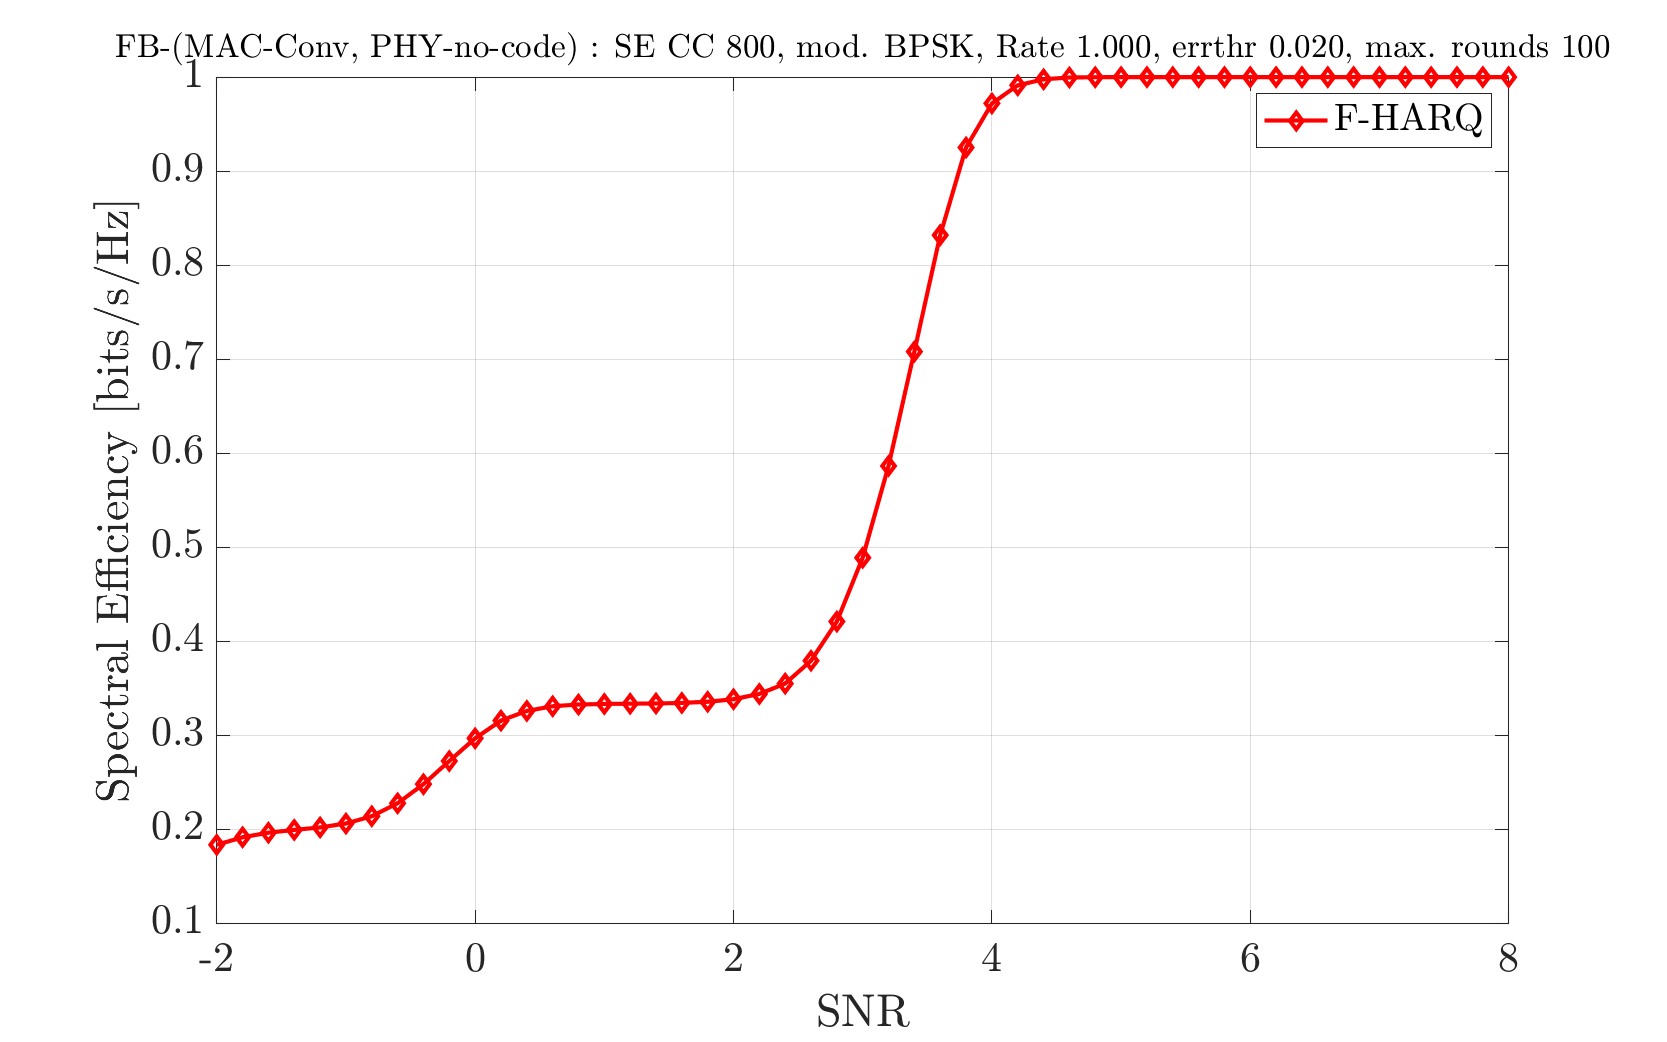 FB-(MAC-Conv, PHY-no-code) : SE CC 800, mod. BPSK, Rate 1.000, errthr 0.020, max. rounds 100
F-HARQ
Spectral Efficiency [bits/s/Hz]
1
0.9
0.8
0.7
0.6
0.5
0.4
0.3
0.2
0.1
-2 0 2 4 6 8
SNR